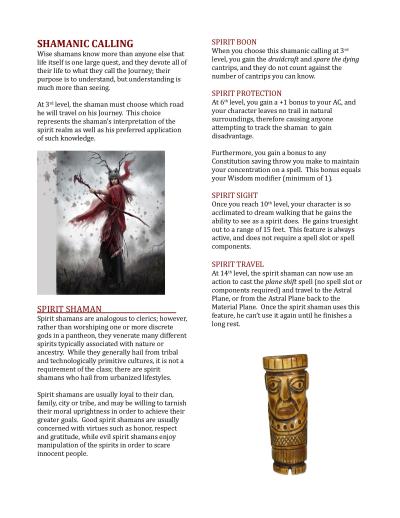 SHAMANIC CALLING
Wise shamans know more than anyone else that
life itself is one large quest, and they devote all of
their life to what they call the journey; their
purpose is to understand, but understanding is
much more than seeing.
At 3rd level, the shaman must choose which road
he will travel on his Journey. This choice
represents the shaman's interpretation of the
spirit realm as well as his preferred application
of such knowledge.
SPIRIT SHAMAN
Spirit shamans are analogous to clerics; however,
rather than worshiping one or more discrete
gods in a pantheon, they venerate many different
spirits typically associated with nature or
ancestry. While they generally hail from tribal
and technologically primitive cultures, it is not a
requirement of the class; there are spirit
shamans who hail from urbanized lifestyles.
Spirit shamans are usually loyal to their clan,
family, city or tribe, and may be willing to tarnish
their moral uprightness in order to achieve their
greater goals. Good spirit shamans are usually
concerned with virtues such as honor, respect
and gratitude, while evil spirit shamans enjoy
manipulation of the spirits in order to scare
innocent people.
SPIRIT BOON
When you choose this shamanic calling at 3rd
level, you gain the druidcraft and spare the dying
cantrips, and they do not count against the
number of cantrips you can know.
SPIRIT PROTECTION
At 6th level, you gain a +1 bonus to your AC, and
your character leaves no trail in natural
surroundings, therefore causing anyone
attempting to track the shaman to gain
disadvantage.
Furthermore, you gain a bonus to any
Constitution saving throw you make to maintain
your concentration on a spell. This bonus equals
your Wisdom modifier (minimum of 1).
SPIRIT SIGHT
Once you reach 10th level, your character is so
acclimated to dream walking that he gains the
ability to see as a spirit does. He gains truesight
out to a range of 15 feet. This feature is always
active, and does not require a spell slot or spell
components.
SPIRIT TRAVEL
At 14th level, the spirit shaman can now use an
action to cast the plane shift spell (no spell slot or
components required) and travel to the Astral
Plane, or from the Astral Plane back to the
Material Plane. Once the spirit shaman uses this
feature, he can't use it again until he finishes a
long rest.